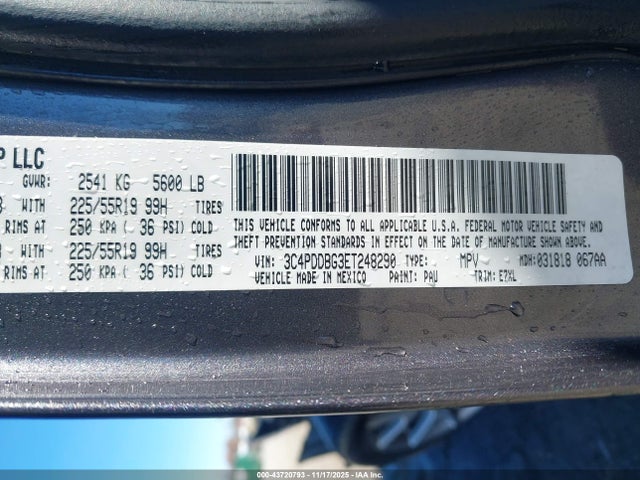 P LLC
GVWR: 2541 KG 5600 LB
WITH 225/55R19 99H TIRES
RIMS AT 250 KPA( 36 PSI) COLD
WITH 225/55R19 99H TIRES
RIMS AT 250 KPA( 36 PSI) COLD
THIS VEHICLE CONFORMS TO ALL APPLICABLE U.S.A. FEDERAL MOTOR VEHICLE SAFETY AND
THEFT PREVENTION STANDARDS IN EFFECT ON THE DATE OF MANUFACTURE SHOWN ABOVE.
VIN: 3C4PDDBG3ET248290 TYPE: MPV MDH:031818 067AA
VEHICLE MADE IN MEXICO PAINT: PAU TRIM: E7XL
000-43720793 11/17/2025 IAA